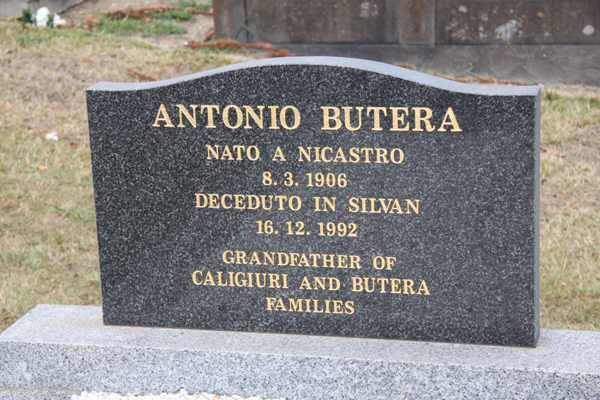 ANTONIO BUTERA
NATO A NICASTRO
8. 3. 1906
DECEDUTO IN SILVAN
16. 12. 1992
GRANDFATHER OF
CALIGIURI AND BUTERA
FAMILIES